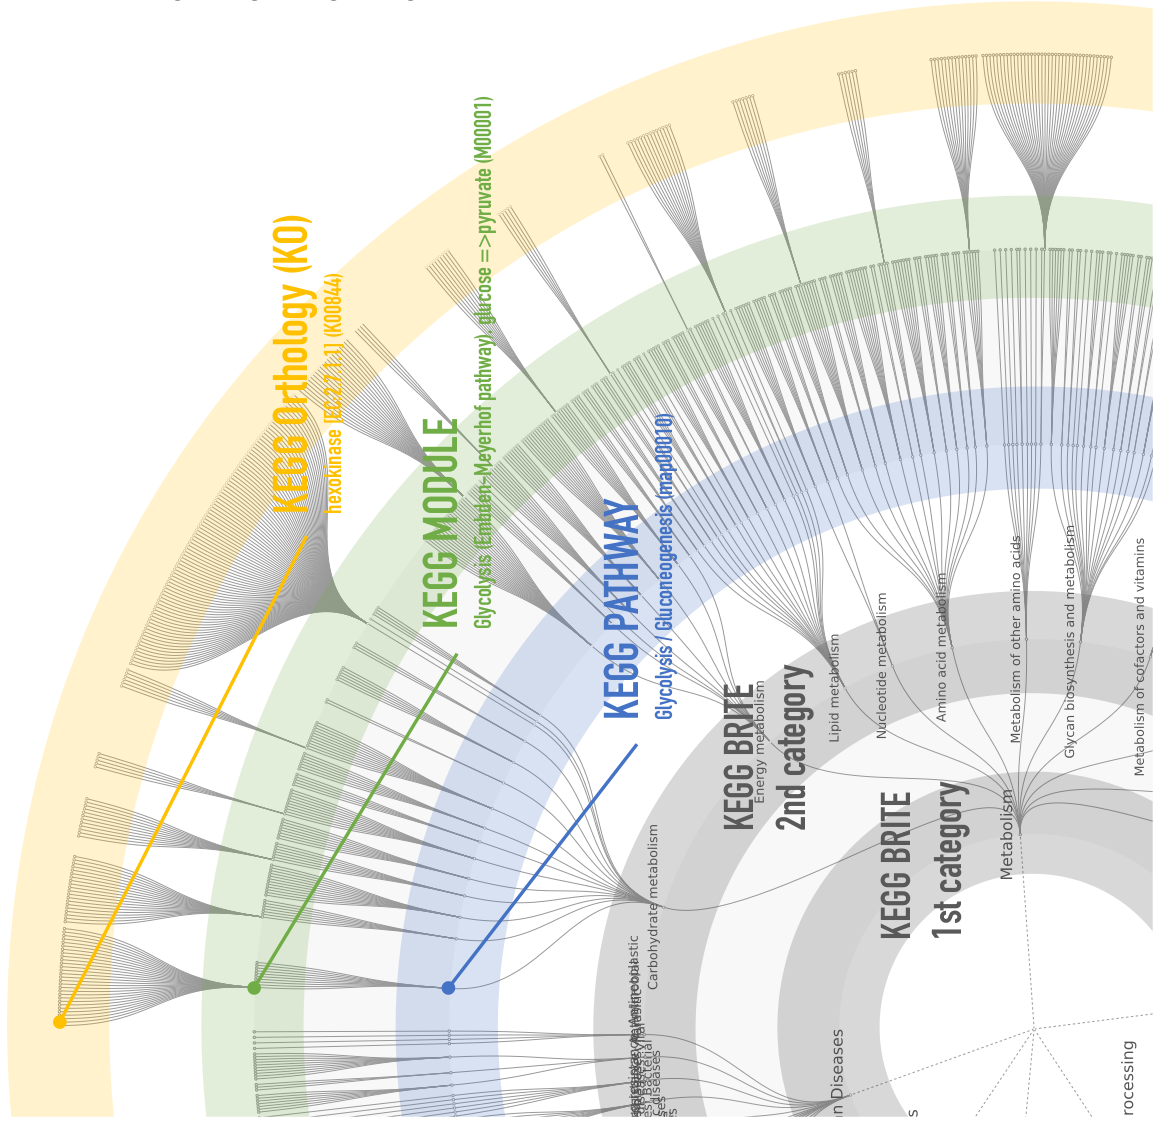 KEGG Orthology (KO)
hexokinase [EC:2.7.1.1] (K00844)
KEGG MODULE
Glycolysis (Embden-Meyerhof pathway), glucose =>pyruvate (M00001)
KEGG PATHWAY
Glycolysis / Gluconeogenesis (map00010)
KEGG BRITE
2nd category
KEGG BRITE
1st category
Carbohydrate metabolism
Energy metabolism
Lipid metabolism
Nucleotide metabolism
Amino acid metabolism
Metabolism of other amino acids
Glycan biosynthesis and metabolism
Metabolism of cofactors and vitamins
Metabolism
n Diseases
rocessing